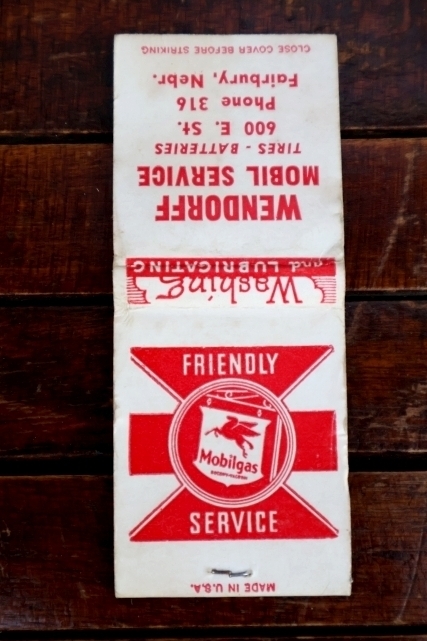 CLOSE COVER BEFORE STRIKING
WENDORFF
MOBIL SERVICE
TIRES - BATTERIES
600 E. St.
Phone 316
Fairbury, Nebr.
Washing
and LUBRICATING
FRIENDLY
Mobilgas
SERVICE
MADE IN U.S.A.